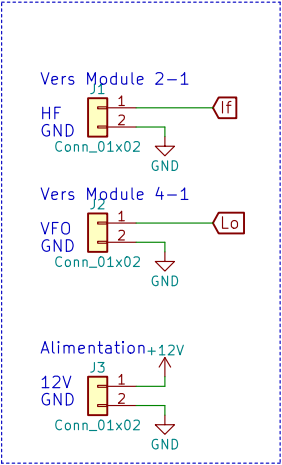 Vers Module 2-1
J1
HF
1
If
GND
2
Conn_01x02
GND
Vers Module 4-1
J2
VFO
1
Lo
GND
2
Conn_01x02
GND
Alimentation
+12V
J3
12V
1
GND
2
Conn_01x02
GND